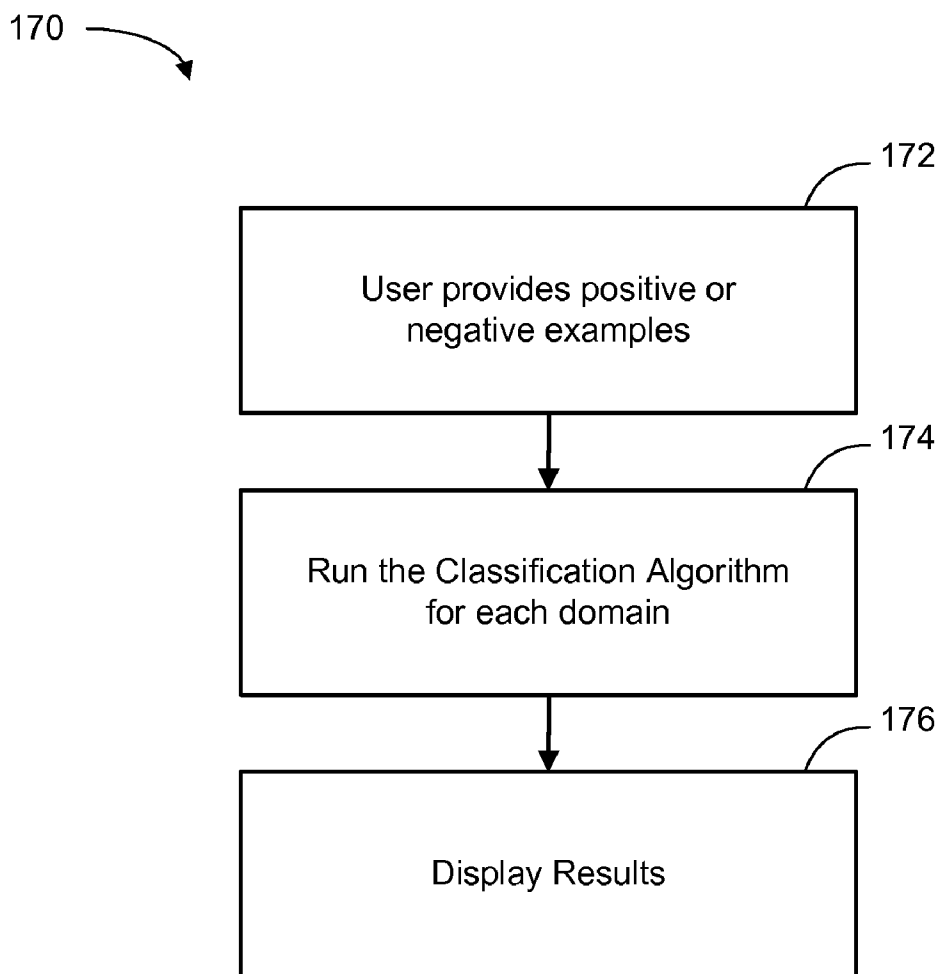 170
172
User provides positive or
negative examples
174
Run the Classification Algorithm
for each domain
176
Display Results